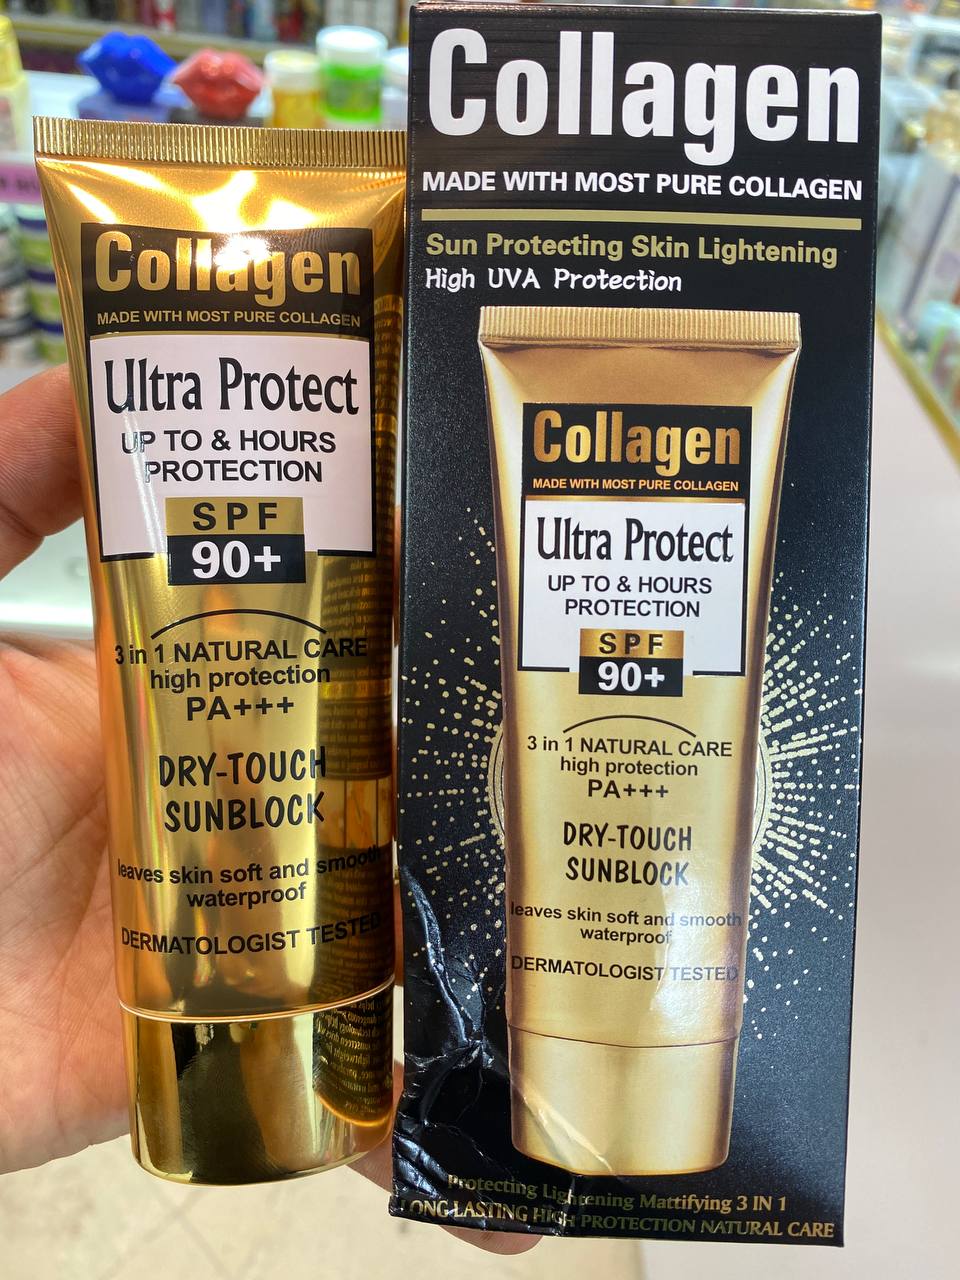 Collagen
MADE WITH MOST PURE COLLAGEN
Ultra Protect
UP TO & HOURS
PROTECTION
SPF
90+
3 in 1 NATURAL CARE
high protection
PA+++
DRY-TOUCH
SUNBLOCK
leaves skin soft and smooth
waterproof
DERMATOLOGIST TESTED
Collagen
MADE WITH MOST PURE COLLAGEN
Sun Protecting Skin Lightening
High UVA Protection
Collagen
MADE WITH MOST PURE COLLAGEN
Ultra Protect
UP TO & HOURS
PROTECTION
SPF
90+
3 in 1 NATURAL CARE
high protection
PA+++
DRY-TOUCH
SUNBLOCK
leaves skin soft and smooth
waterproof
DERMATOLOGIST TESTED
Protecting Lightening Mattifying 3 IN 1
LONG LASTING HIGH PROTECTION NATURAL CARE